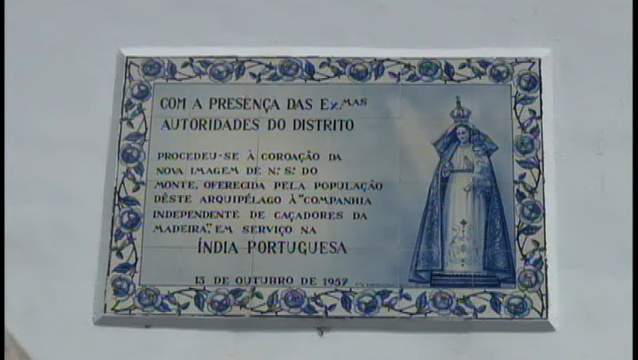 COM A PRESENÇA DAS EX.MAS
AUTORIDADES DO DISTRITO
PROCEDEU-SE À COROAÇÃO DA
NOVA IMAGEM DE N.ª S.ª DO
MONTE, OFERECIDA PELA POPULAÇÃO
DÊSTE ARQUIPÉLAGO À "COMPANHIA
INDEPENDENTE DE CAÇADORES DA
MADEIRA", EM SERVIÇO NA
ÍNDIA PORTUGUESA
13 DE OUTUBRO DE 1957